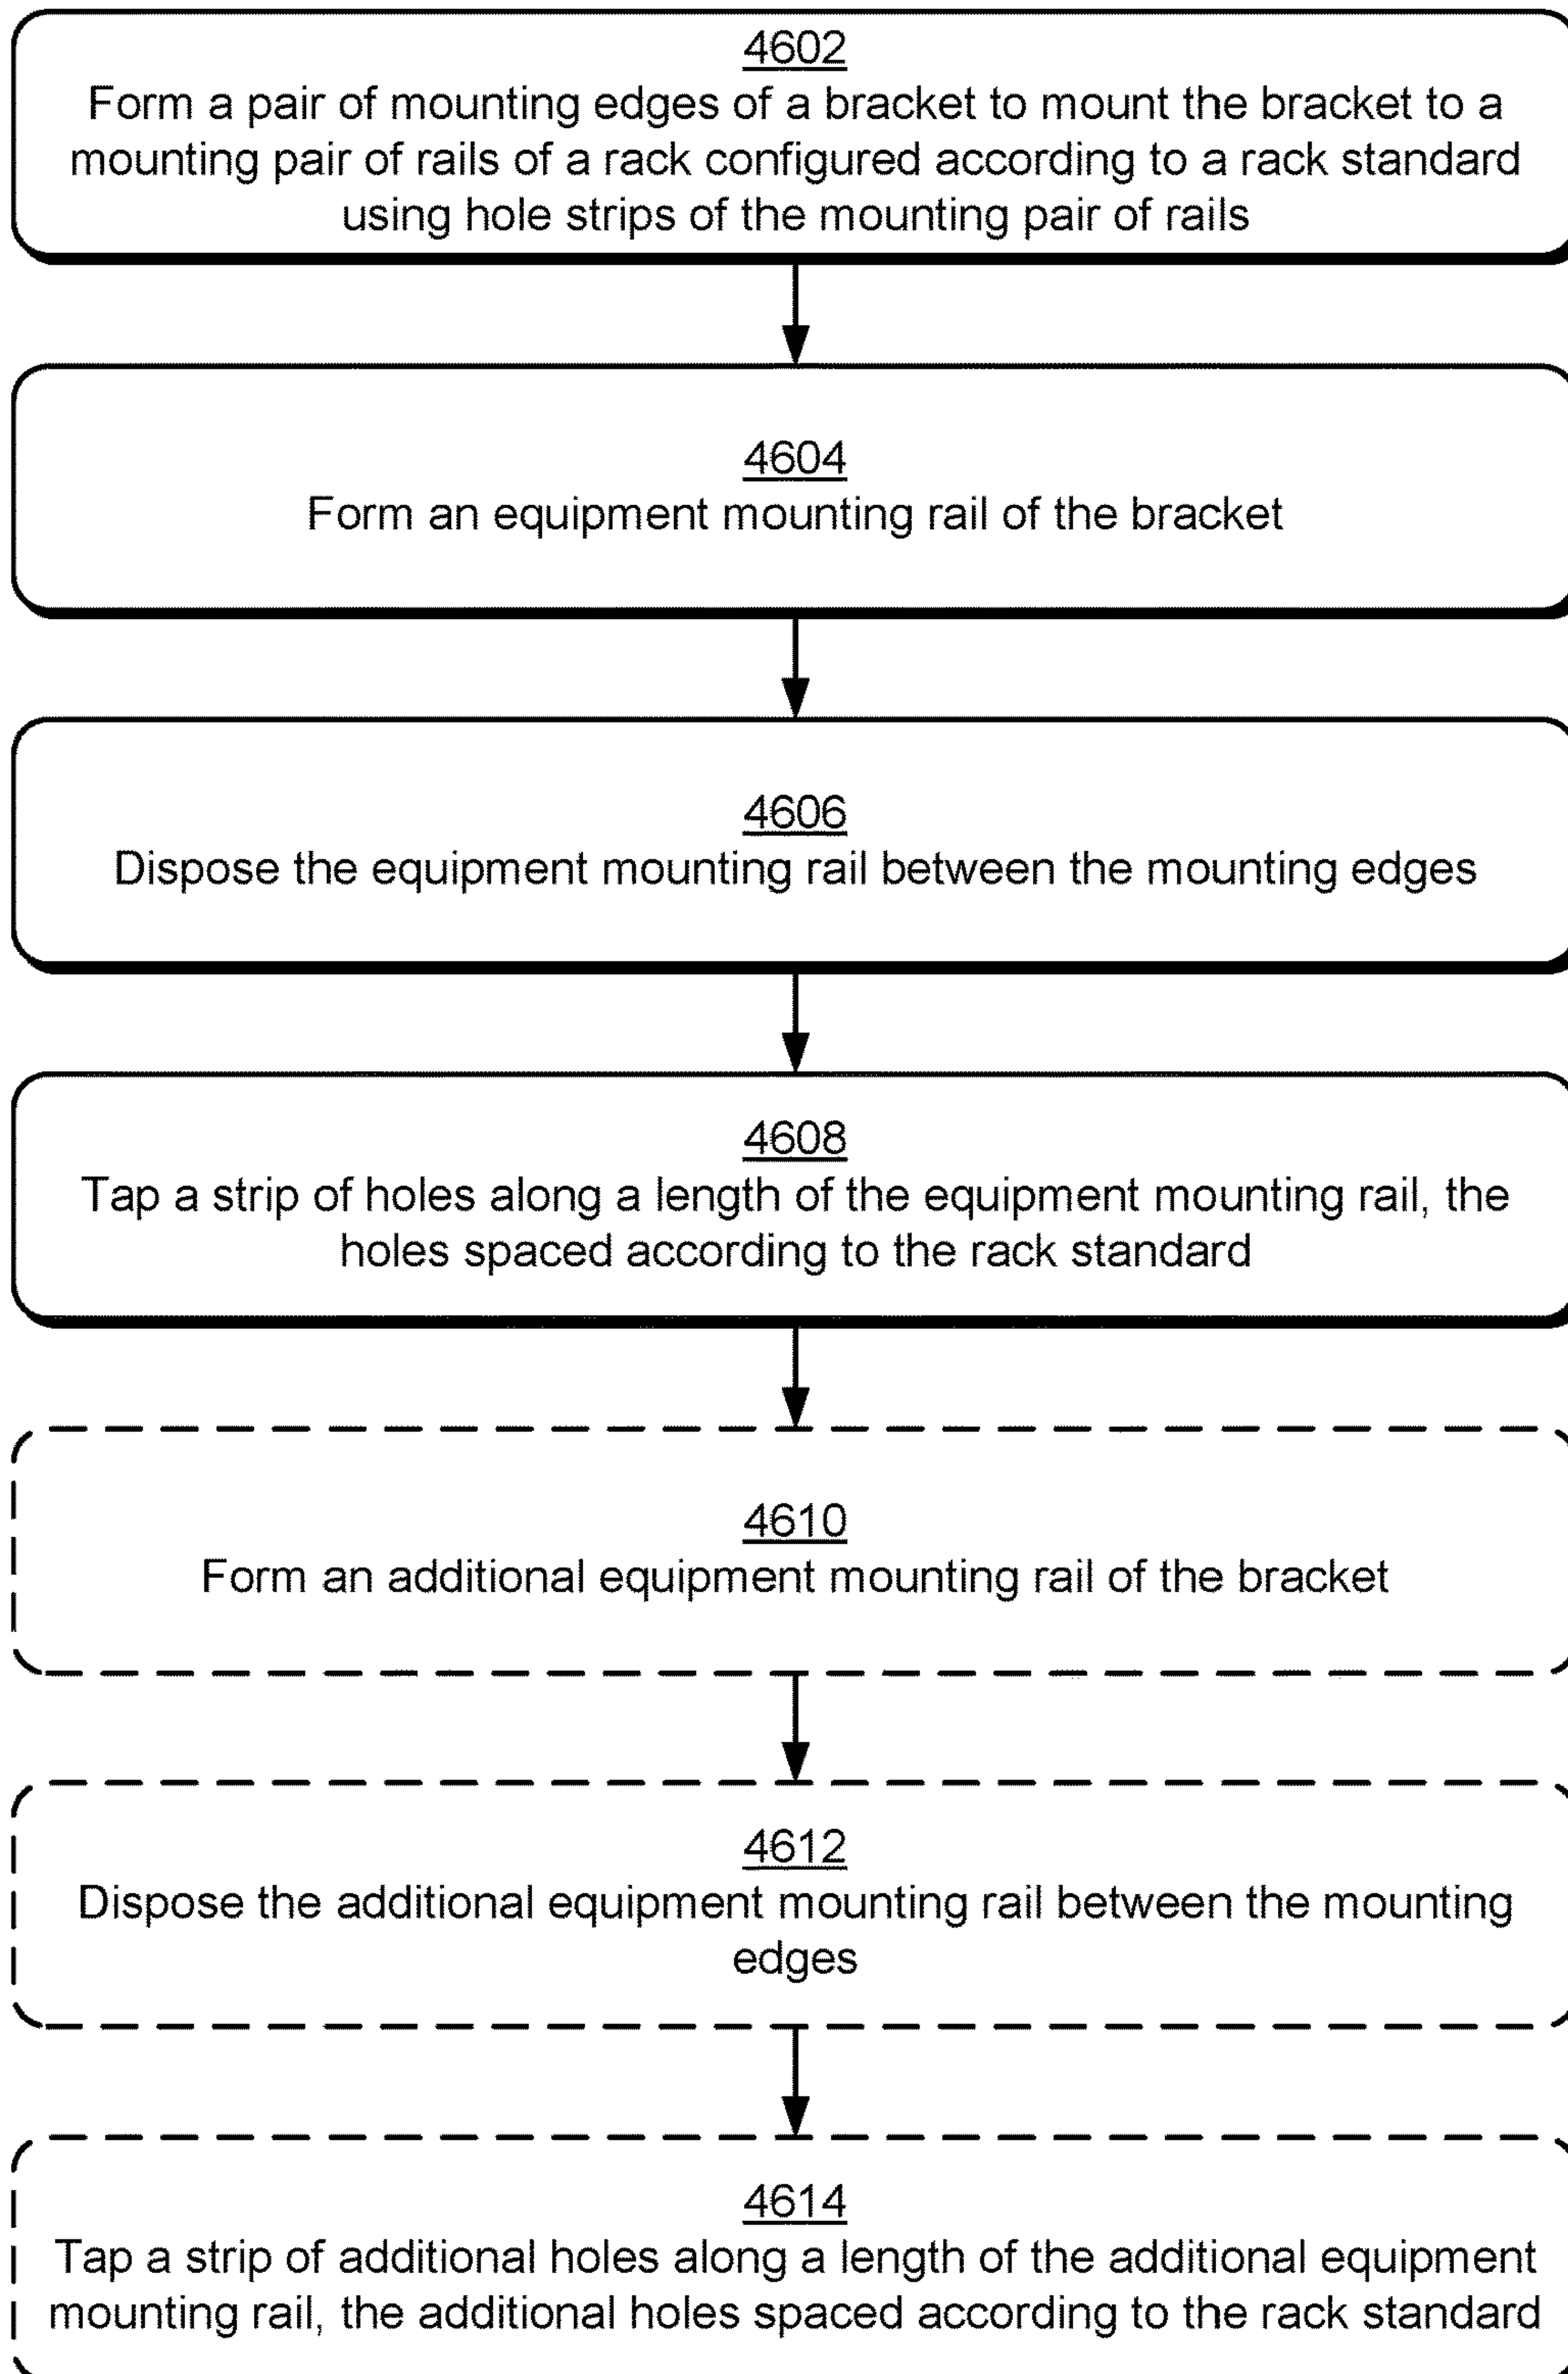 4602
Form a pair of mounting edges of a bracket to mount the bracket to a
mounting pair of rails of a rack configured according to a rack standard
using hole strips of the mounting pair of rails
4604
Form an equipment mounting rail of the bracket
4606
Dispose the equipment mounting rail between the mounting edges
4608
Tap a strip of holes along a length of the equipment mounting rail, the
holes spaced according to the rack standard
4610
Form an additional equipment mounting rail of the bracket
4612
Dispose the additional equipment mounting rail between the mounting
edges
4614
Tap a strip of additional holes along a length of the additional equipment
mounting rail, the additional holes spaced according to the rack standard